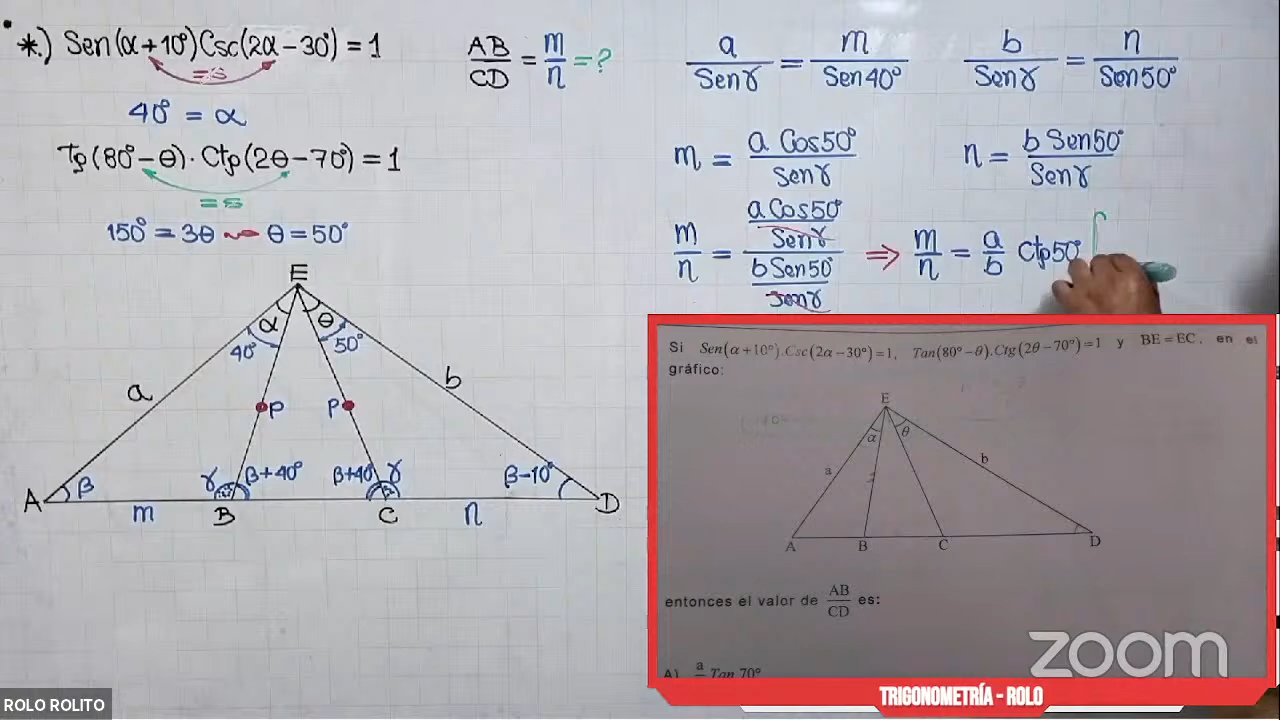 *.) Sen(α+10°)Csc(2α-30°) = 1
= s
40° = α
Tg(80°-θ)·Ctg(2θ-70°) = 1
= s
150° = 3θ ⇝ θ = 50°
AB/CD = m/n = ?
a/Senγ = m/Sen40°
b/Senγ = n/Sen50°
m = a Cos50°/Senγ
n = b Sen50°/Senγ
m/n = (a Cos50°/Senγ)/(b Sen50°/Senγ) ⇒ m/n = a/b Ctg50°
E
α θ
40° 50°
a b
P P
γ β+40° β+40° γ β-10°
A β m B C n D
Si Sen(α+10°).Csc(2α-30°)=1, Tan(80°-θ).Ctg(2θ-70°)=1 y BE=EC, en el
gráfico:
E
α θ
a b
A B C D
entonces el valor de AB/CD es:
A) a Tan 70°
zoom
TRIGONOMETRÍA - ROLO
ROLO ROLITO